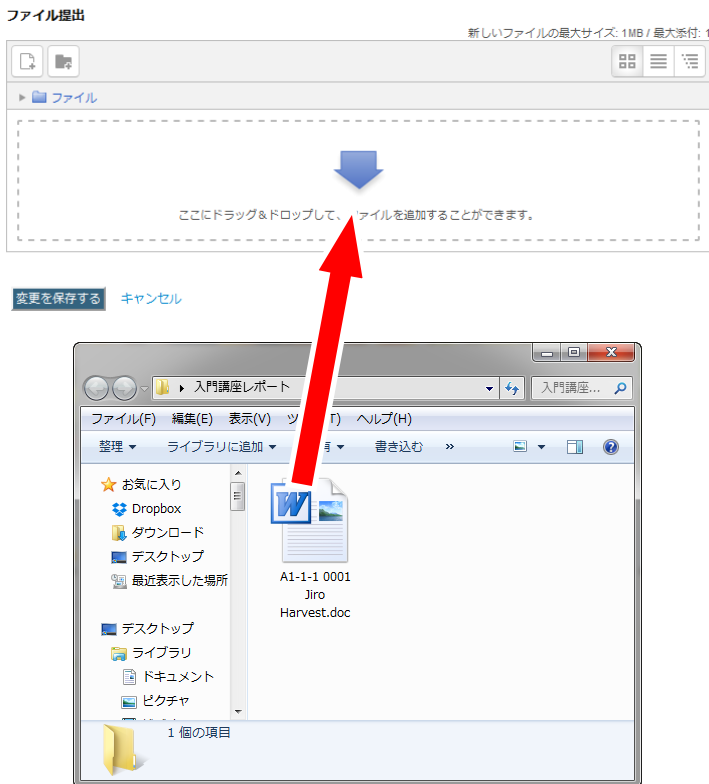 ファイル提出
新しいファイルの最大サイズ: 1MB / 最大添付: 1
ファイル
ここにドラッグ&ドロップして、ファイルを追加することができます。
変更を保存する キャンセル
入門講座レポート 入門講座...
ファイル(F) 編集(E) 表示(V) ツ T) ヘルプ(H)
整理 ライブラリに追加 有 書き込む »
お気に入り
Dropbox
ダウンロード
デスクトップ
最近表示した場所
A1-1-1 0001
Jiro
Harvest.doc
デスクトップ
ライブラリ
ドキュメント
ピクチャ
1 個の項目